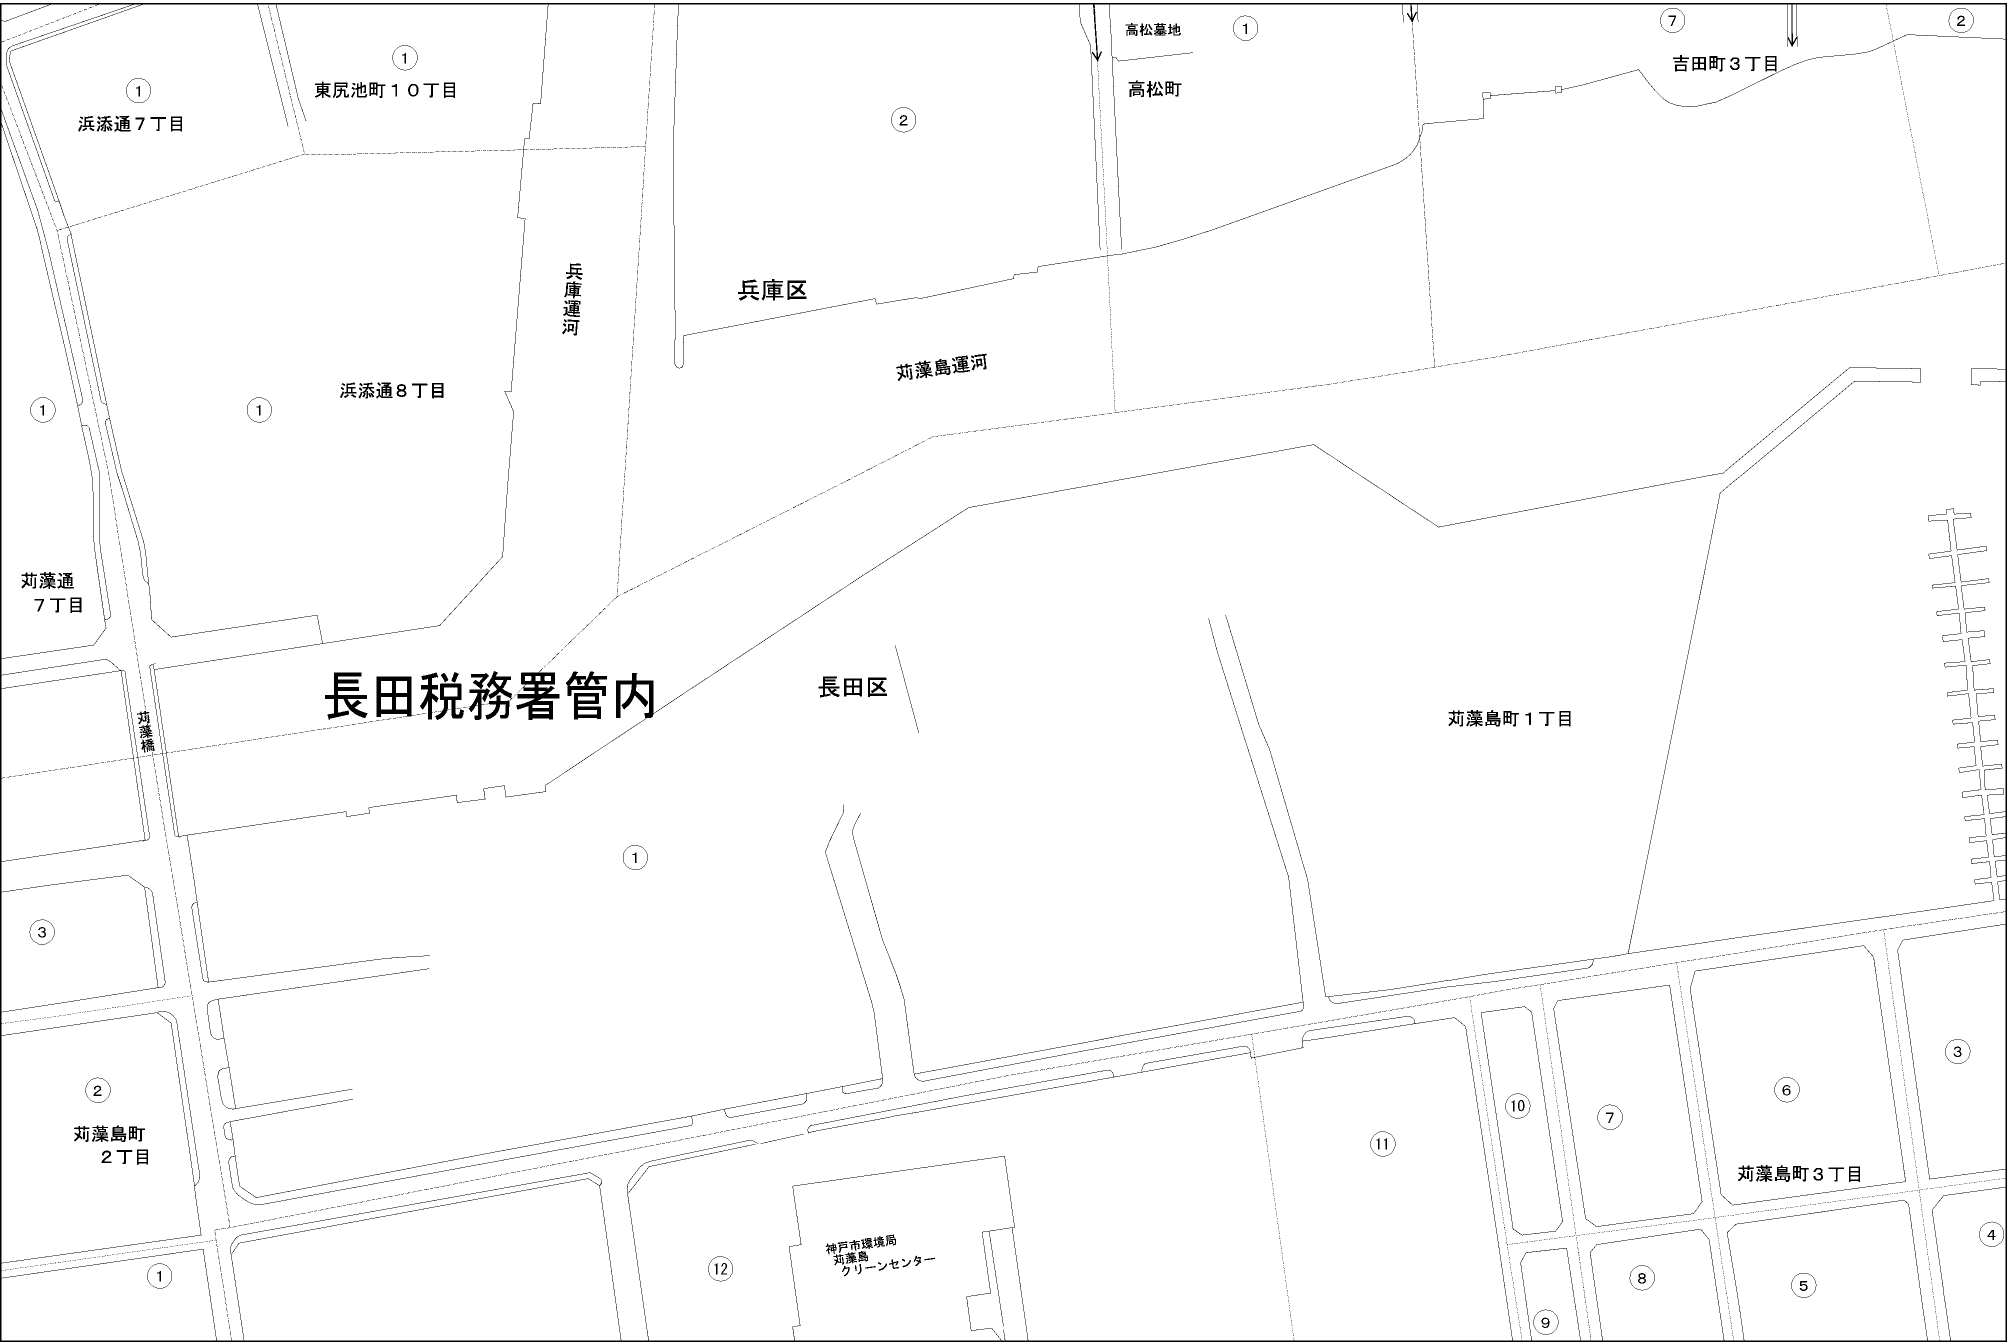 高松墓地
①
⑦
②
①
東尻池町１０丁目
①
浜添通７丁目
②
高松町
吉田町３丁目
兵庫運河
兵庫区
苅藻島運河
浜添通８丁目
①
①
苅藻通
７丁目
長田税務署管内
長田区
苅藻橋
苅藻島町１丁目
①
③
②
苅藻島町
２丁目
①
⑫
神戸市環境局
苅藻島
クリーンセンター
⑪
⑩
⑦
⑥
③
苅藻島町３丁目
④
⑨
⑧
⑤